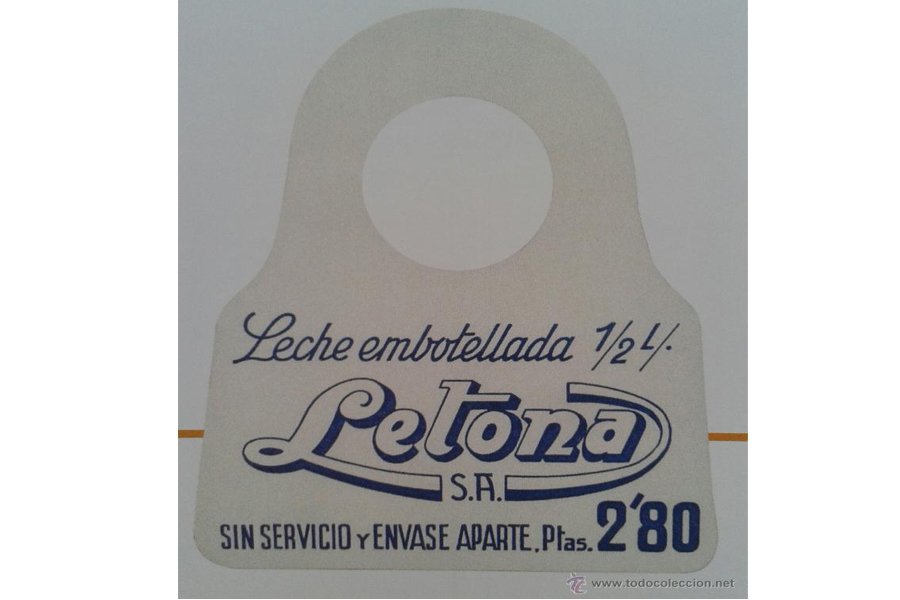 Leche embotellada 1/2 L/.
Letona
S.A.
SIN SERVICIO Y ENVASE APARTE, Ptas. 2'80
www.todocoleccion.net